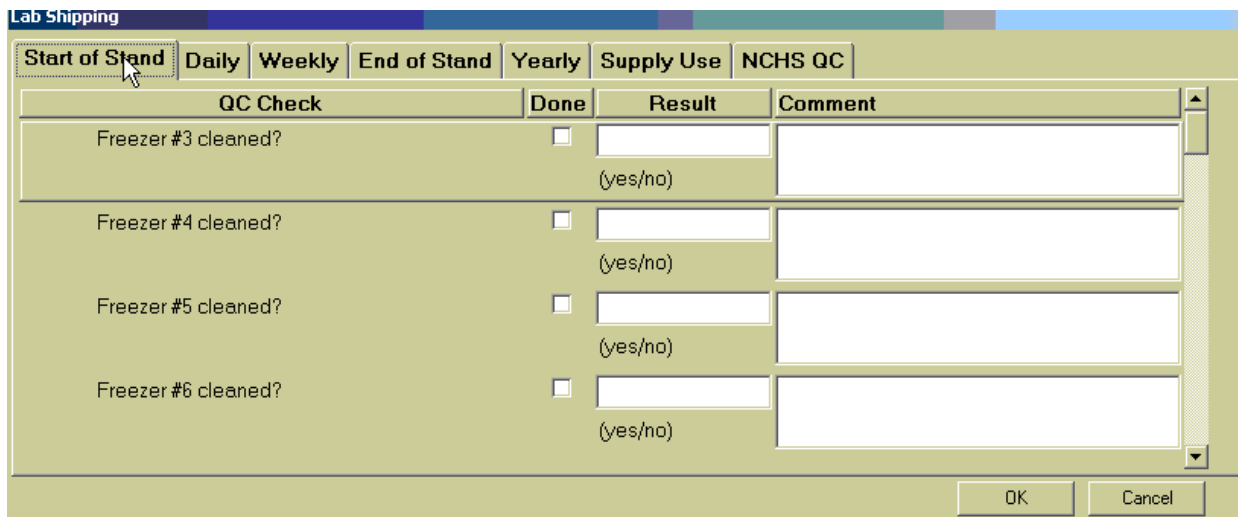 Lab Shipping
Start of Stand Daily Weekly End of Stand Yearly Supply Use NCHS QC
QC Check Done Result Comment
Freezer #3 cleaned?
(yes/no)
Freezer #4 cleaned?
(yes/no)
Freezer #5 cleaned?
(yes/no)
Freezer #6 cleaned?
(yes/no)
OK Cancel